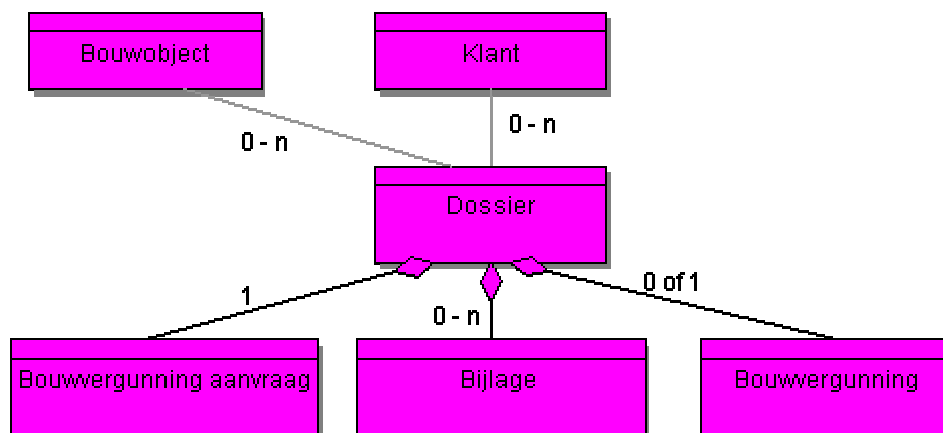 Bouwobject
Klant
0 - n
0 - n
Dossier
1
0 - n
0 of 1
Bouwvergunning aanvraag
Bijlage
Bouwvergunning